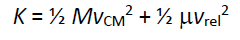 K = ½ Mv_CM² + ½ μv_rel²